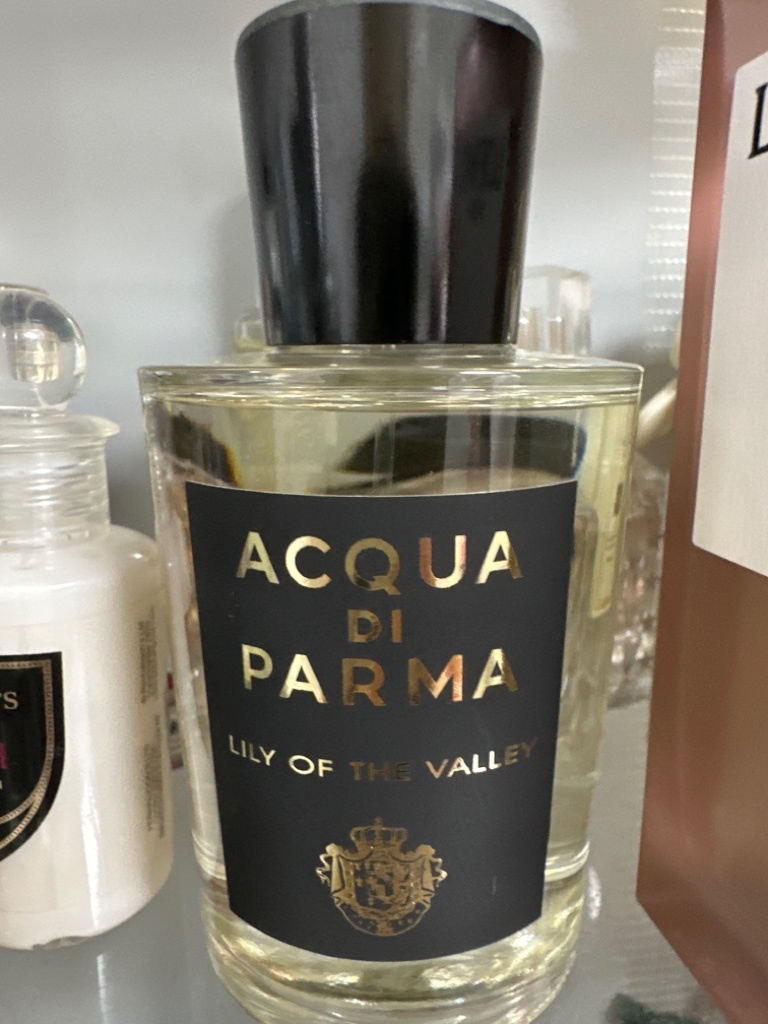 ACQUA
DI
PARMA
LILY OF THE VALLEY